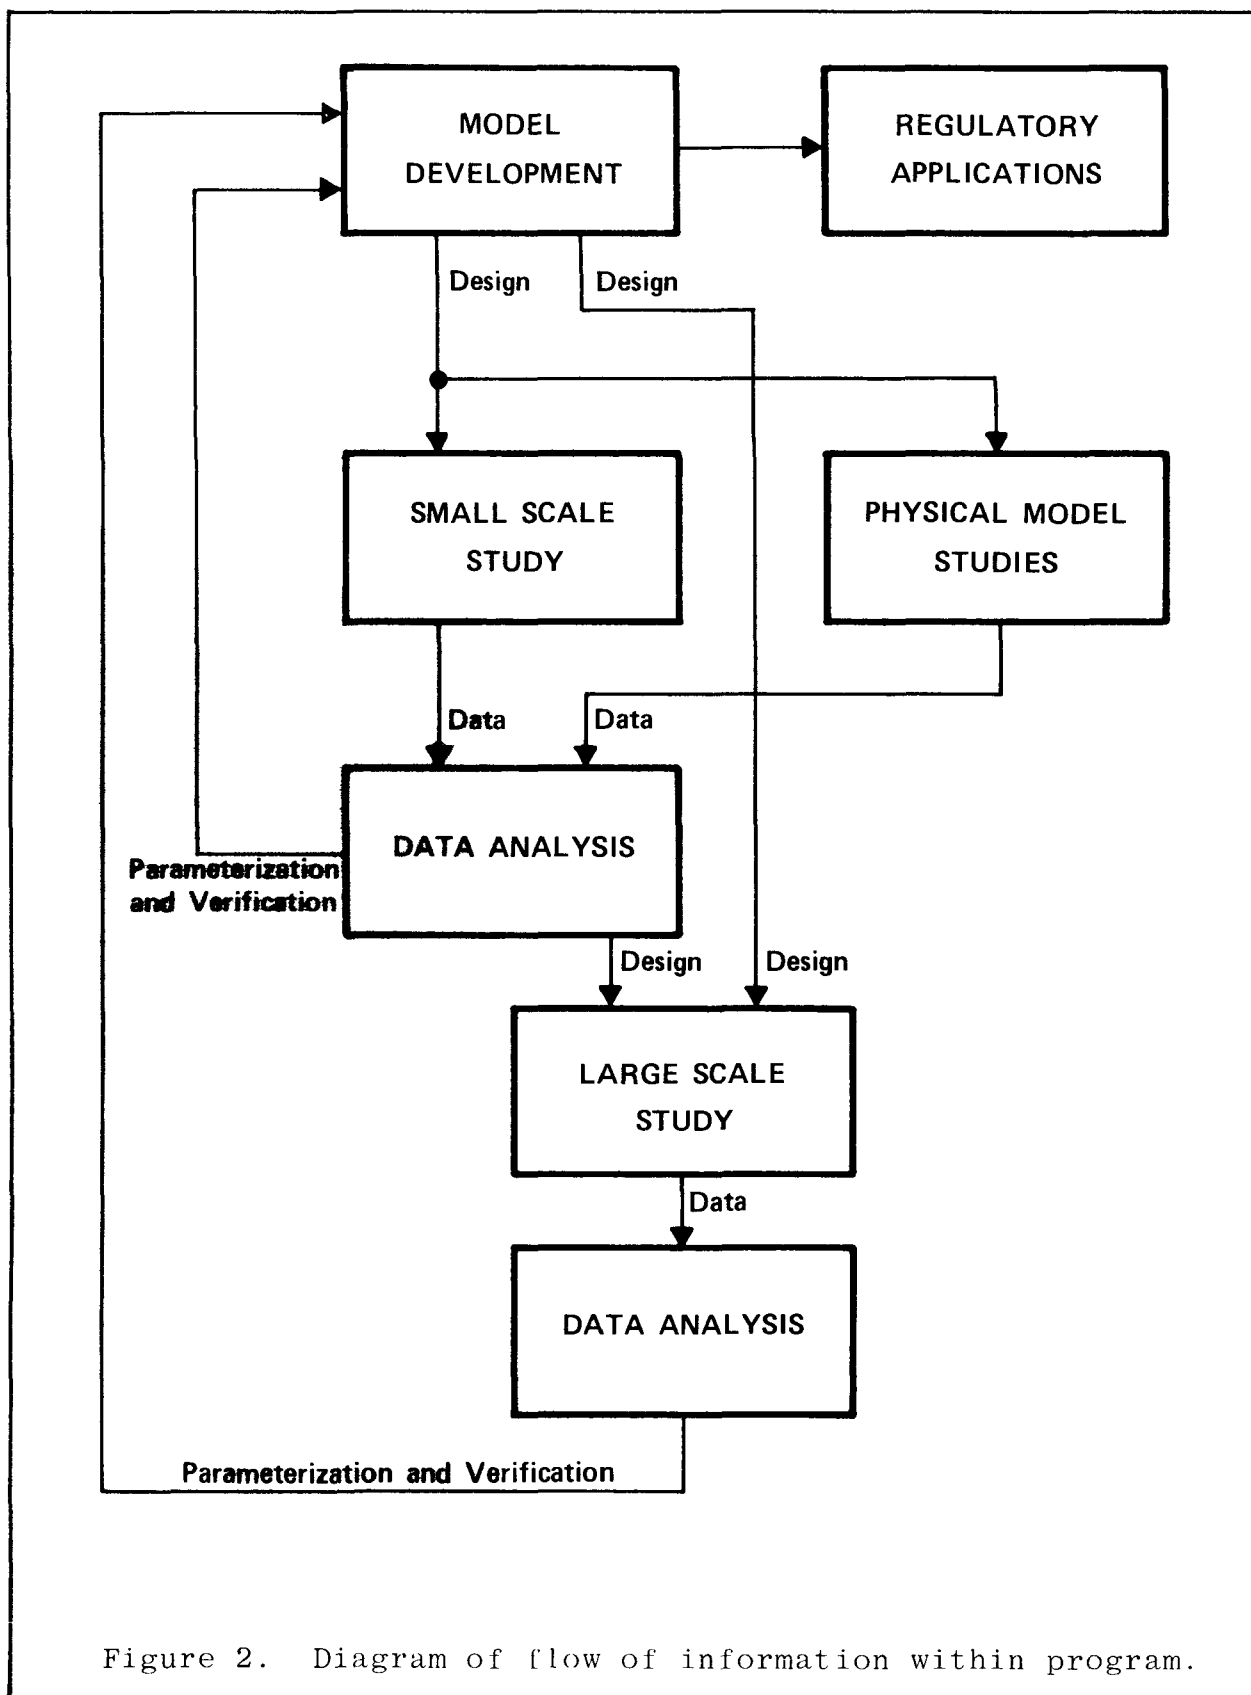 MODEL
DEVELOPMENT
REGULATORY
APPLICATIONS
Design
Design
SMALL SCALE
STUDY
PHYSICAL MODEL
STUDIES
Data
Data
DATA ANALYSIS
Parameterization
and Verification
Design
Design
LARGE SCALE
STUDY
Data
DATA ANALYSIS
Parameterization and Verification
Figure 2. Diagram of flow of information within program.